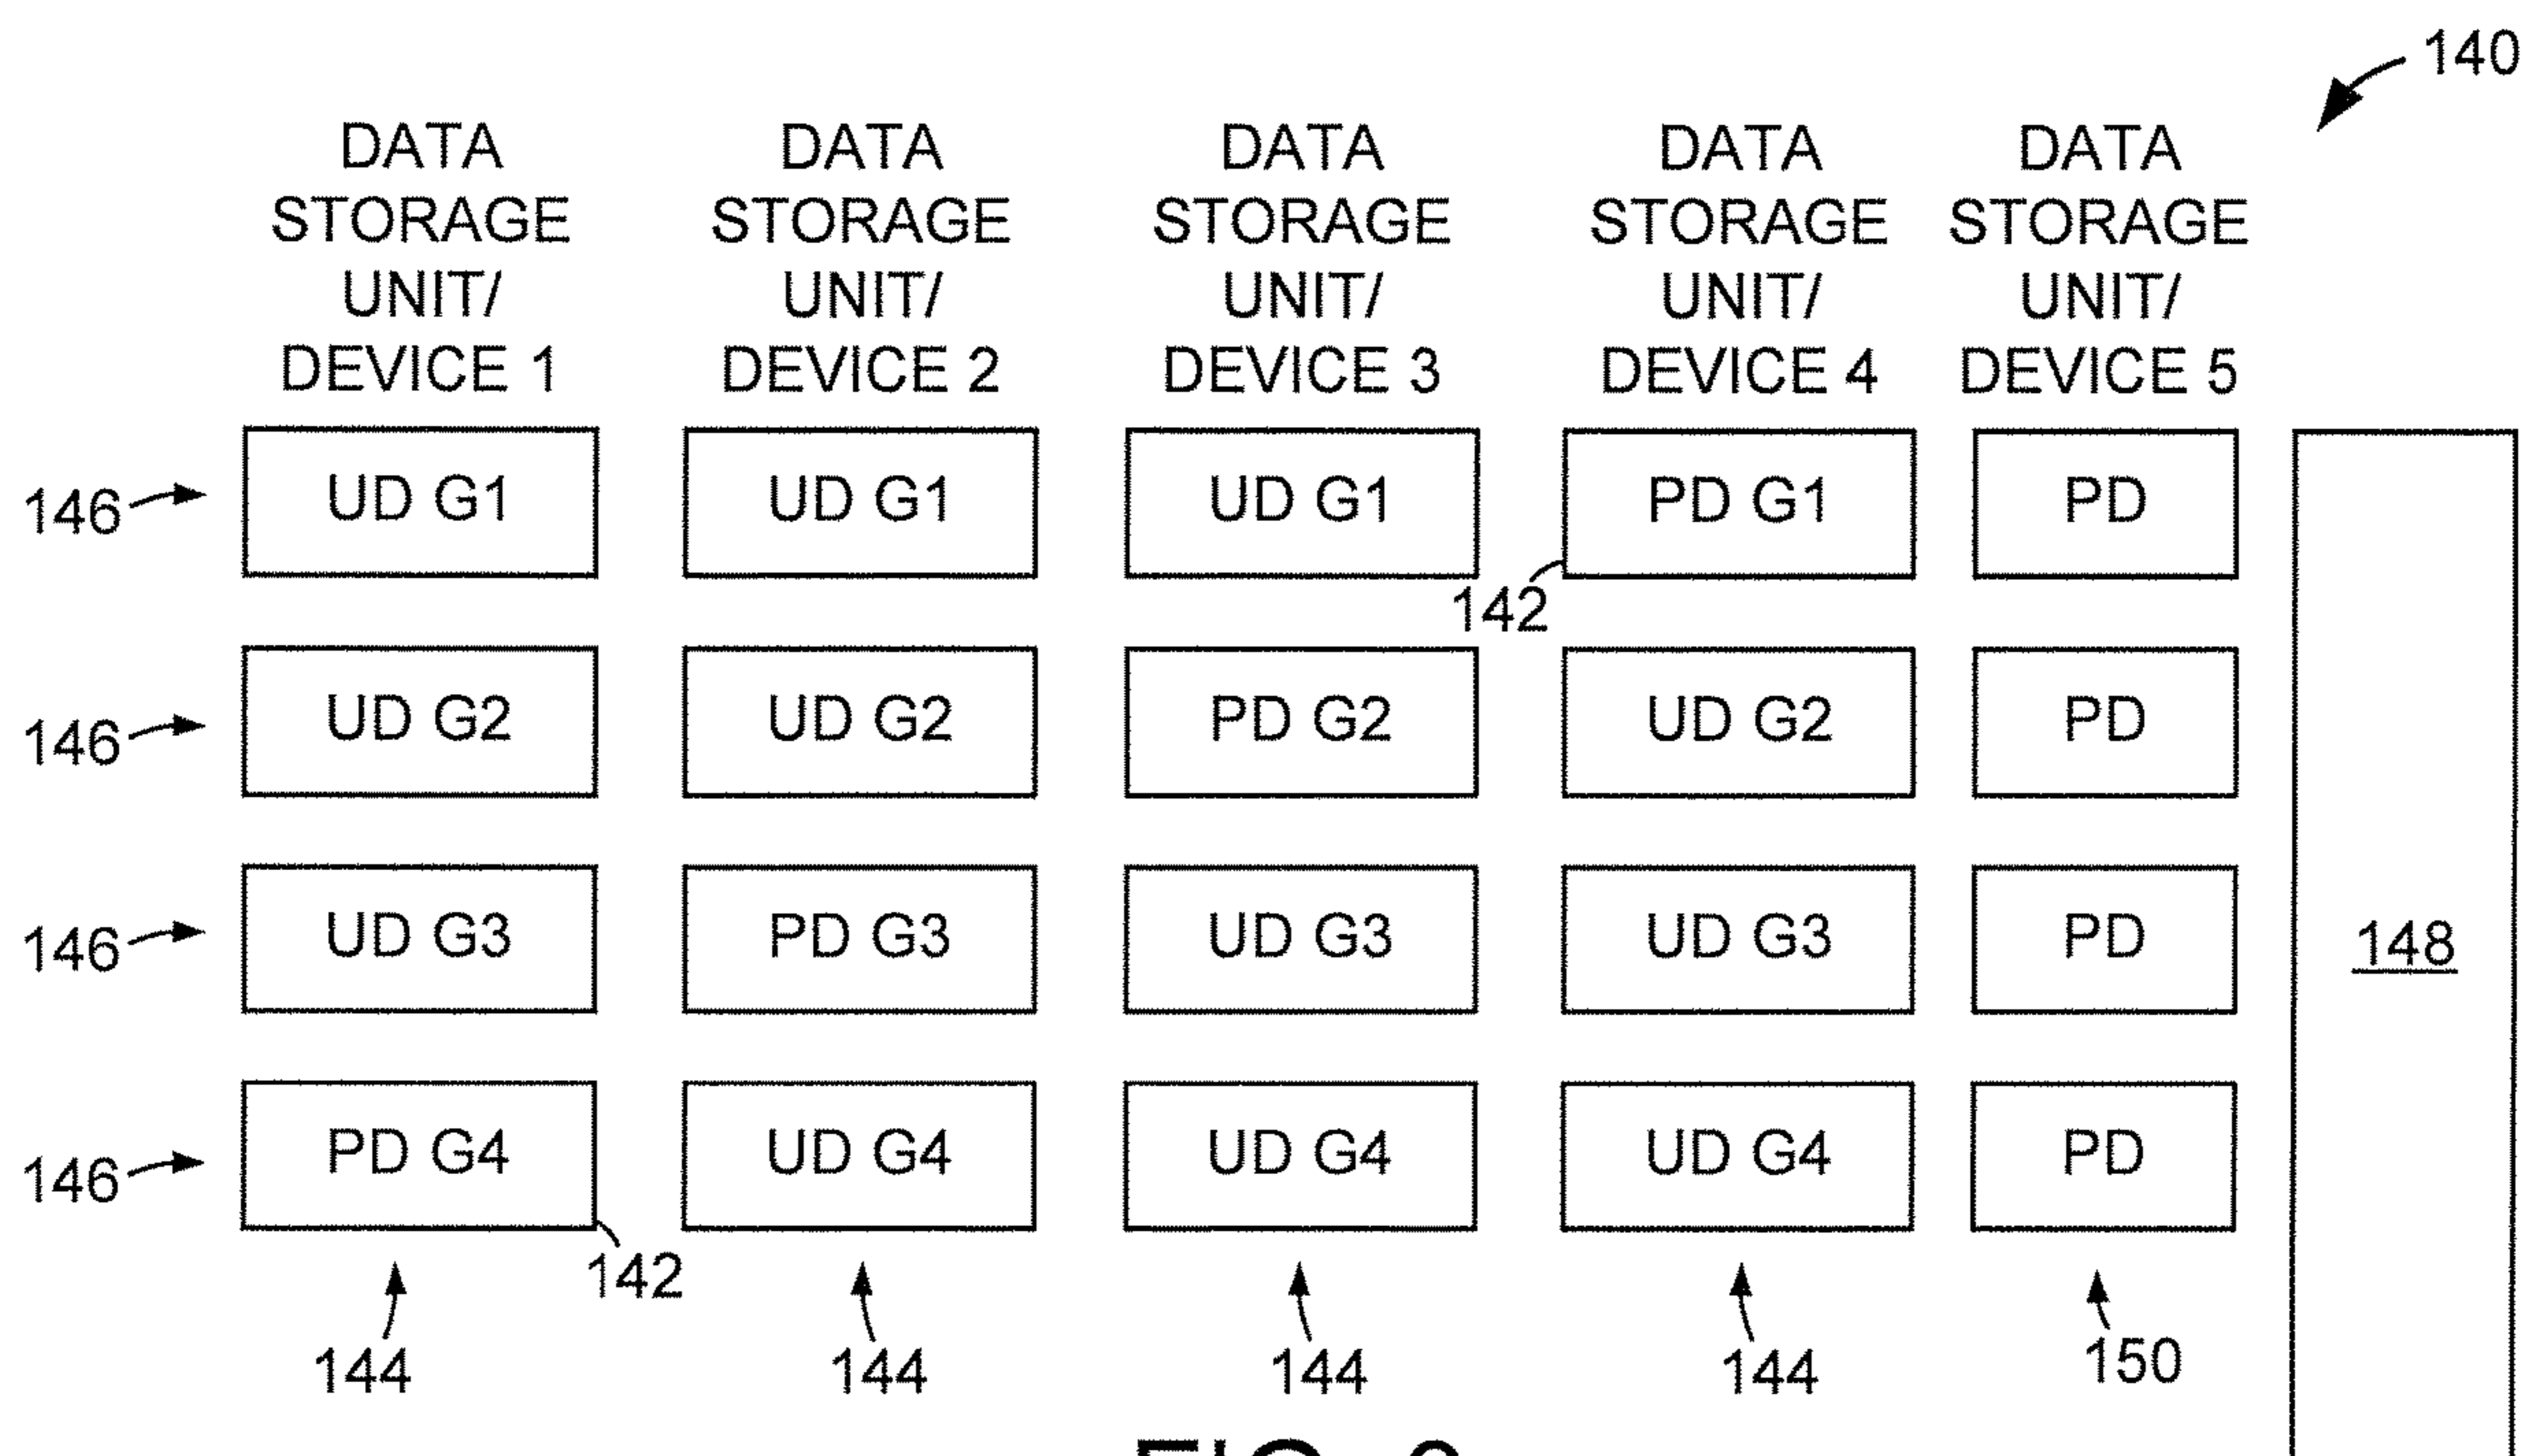 140
DATA DATA DATA DATA DATA
STORAGE STORAGE STORAGE STORAGE STORAGE
UNIT/ UNIT/ UNIT/ UNIT/ UNIT/
DEVICE 1 DEVICE 2 DEVICE 3 DEVICE 4 DEVICE 5
146 UD G1 UD G1 UD G1 PD G1 PD
142
146 UD G2 UD G2 PD G2 UD G2 PD
146 UD G3 PD G3 UD G3 UD G3 PD 148
146 PD G4 UD G4 UD G4 UD G4 PD
142
144 144 144 144 150